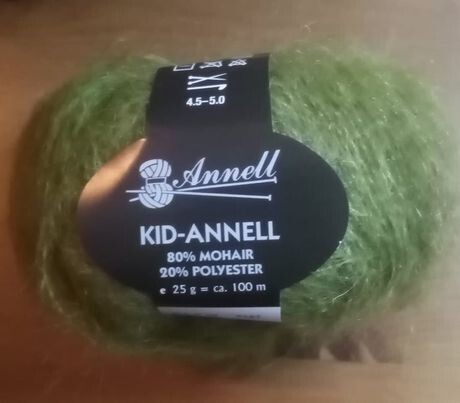 4.5–5.0
Annell
KID-ANNELL
80% MOHAIR
20% POLYESTER
e 25 g = ca. 100 m